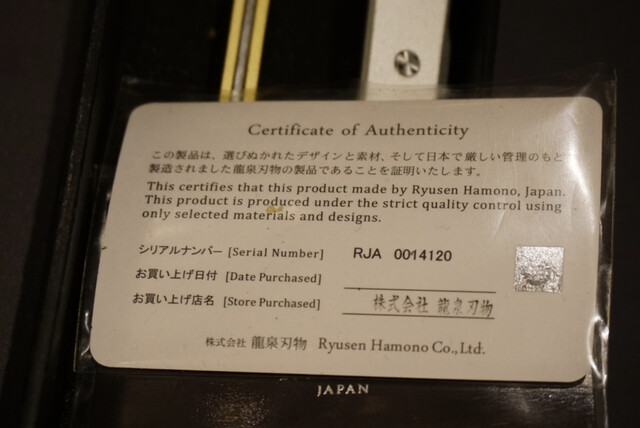 Certificate of Authenticity
この製品は、選びぬかれたデザインと素材、そして日本で厳しい管理のもと
製造されました龍泉刃物の製品であることを証明いたします。
This certifies that this product made by Ryusen Hamono, Japan.
This product is produced under the strict quality control using
only selected materials and designs.
シリアルナンバー [Serial Number] RJA 0014120
お買い上げ日付 [Date Purchased]
お買い上げ店名 [Store Purchased] 株式会社 龍泉刃物
株式会社 龍泉刃物 Ryusen Hamono Co., Ltd.
JAPAN